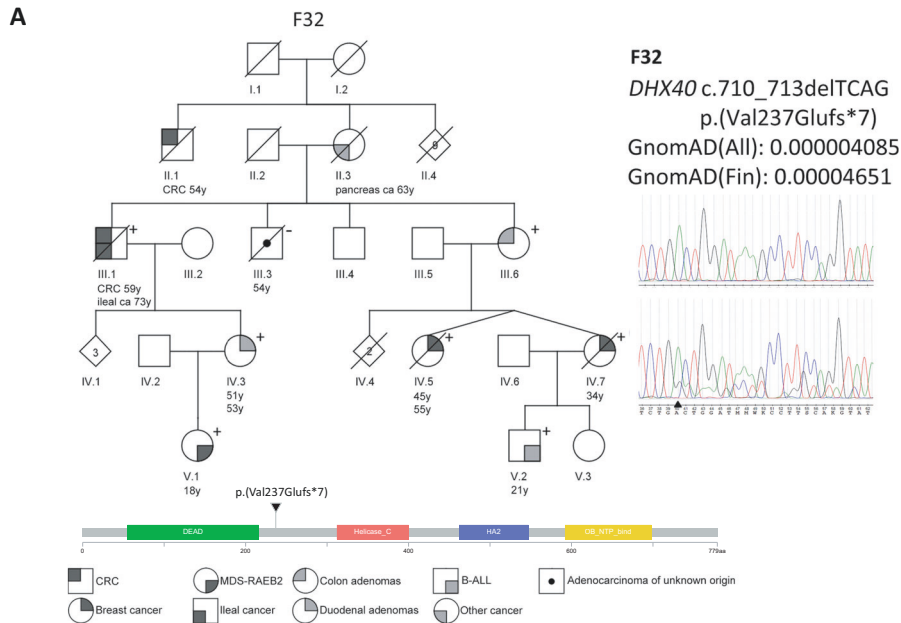 A
F32
I.1 I.2
II.1 II.2 II.3 II.4
CRC 54y pancreas ca 63y
+ - +
III.1 III.2 III.3 III.4 III.5 III.6
CRC 59y 54y
ileal ca 73y
3 + 2 + +
IV.1 IV.2 IV.3 IV.4 IV.5 IV.6 IV.7
51y 45y 34y
53y 55y
+ +
V.1 V.2 V.3
18y 21y
F32
DHX40 c.710_713delTCAG
p.(Val237Glufs*7)
GnomAD(All): 0.000004085
GnomAD(Fin): 0.00004651
p.(Val237Glufs*7)
DEAD Helicase_C HA2 OB_NTP_bind
0 200 400 600 779aa
CRC MDS-RAEB2 Colon adenomas B-ALL Adenocarcinoma of unknown origin
Breast cancer Ileal cancer Duodenal adenomas Other cancer